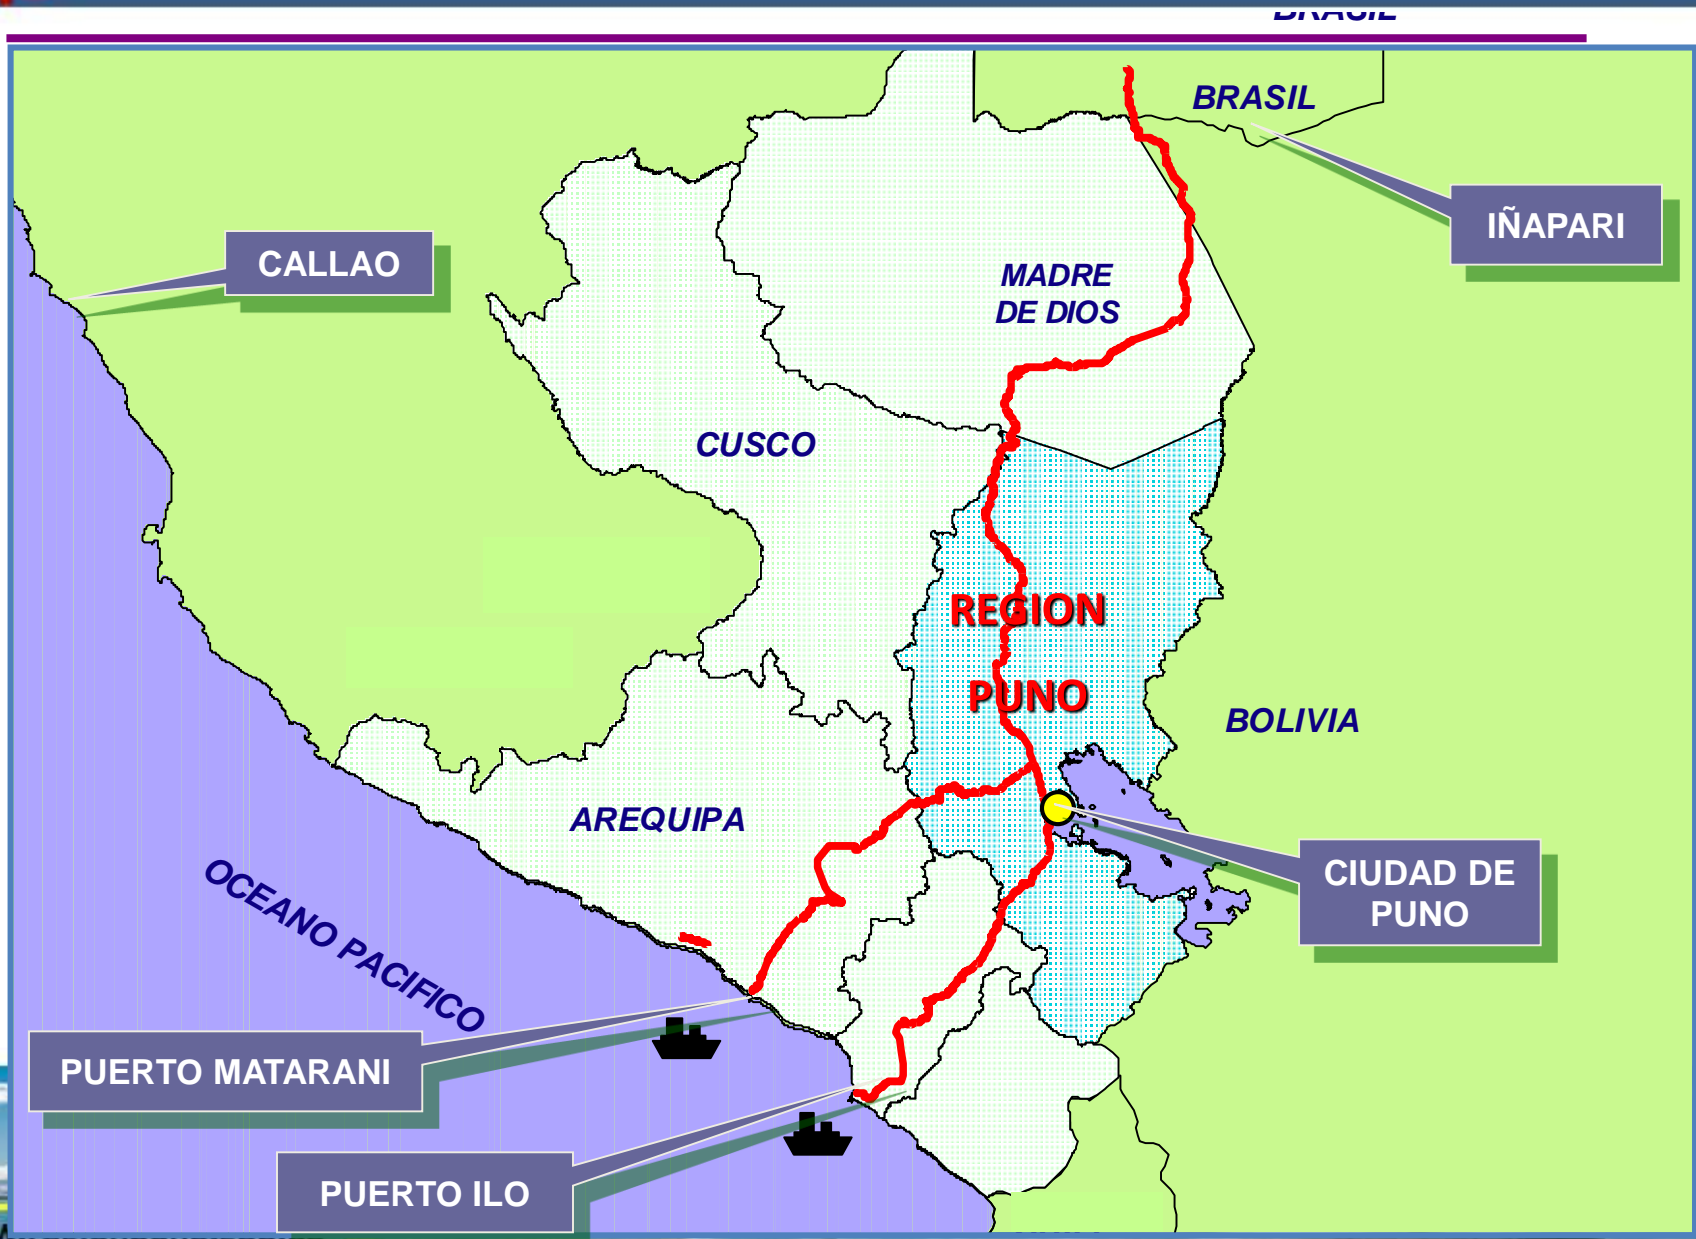 BRASIL
BRASIL
IÑAPARI
CALLAO
MADRE
DE DIOS
CUSCO
REGION
PUNO
BOLIVIA
AREQUIPA
CIUDAD DE
PUNO
OCEANO PACIFICO
PUERTO MATARANI
PUERTO ILO